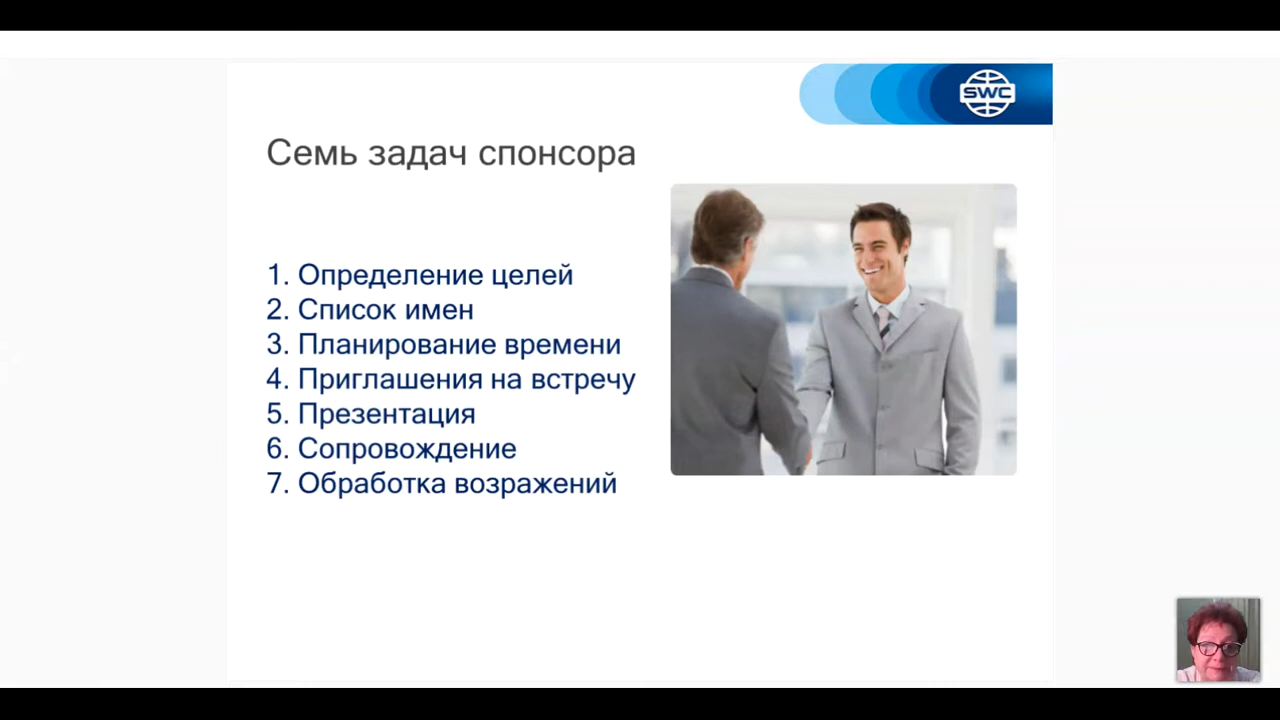 SWC
Семь задач спонсора
1. Определение целей
2. Список имен
3. Планирование времени
4. Приглашения на встречу
5. Презентация
6. Сопровождение
7. Обработка возражений